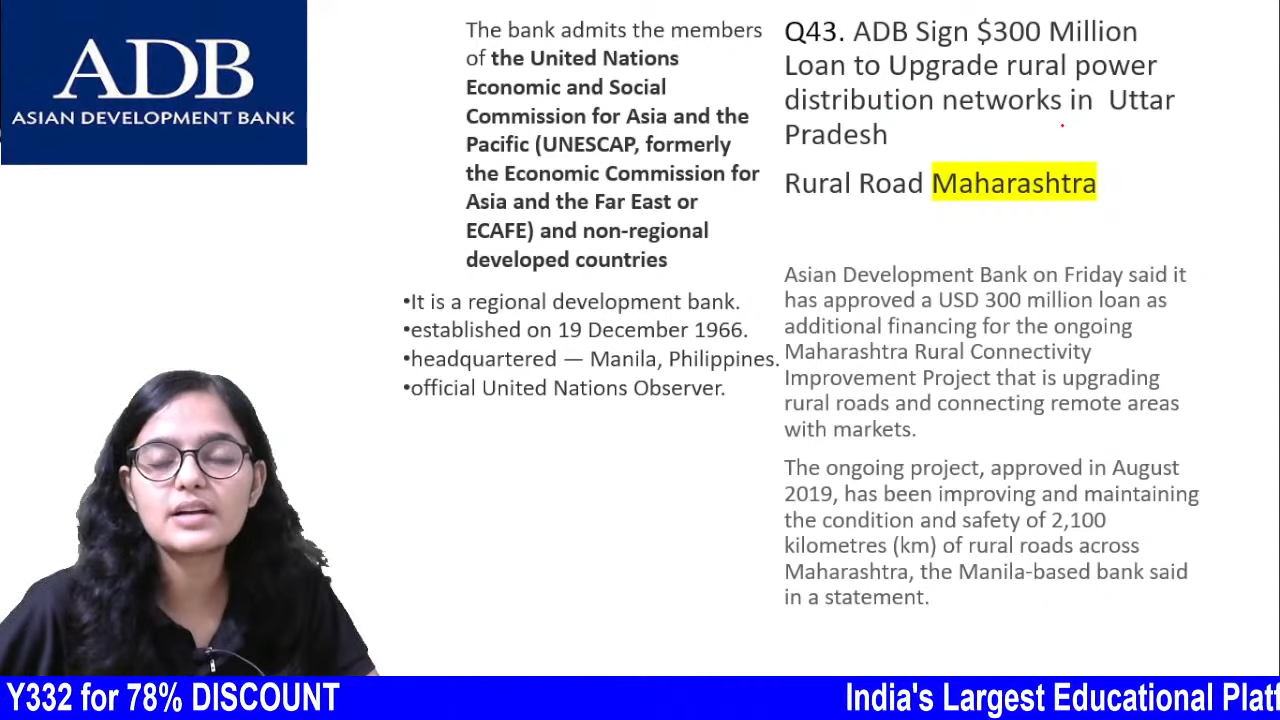 ADB
ASIAN DEVELOPMENT BANK
The bank admits the members
of the United Nations
Economic and Social
Commission for Asia and the
Pacific (UNESCAP, formerly
the Economic Commission for
Asia and the Far East or
ECAFE) and non-regional
developed countries
•It is a regional development bank.
•established on 19 December 1966.
•headquartered — Manila, Philippines.
•official United Nations Observer.
Q43. ADB Sign $300 Million
Loan to Upgrade rural power
distribution networks in Uttar
Pradesh
Rural Road Maharashtra
Asian Development Bank on Friday said it
has approved a USD 300 million loan as
additional financing for the ongoing
Maharashtra Rural Connectivity
Improvement Project that is upgrading
rural roads and connecting remote areas
with markets.
The ongoing project, approved in August
2019, has been improving and maintaining
the condition and safety of 2,100
kilometres (km) of rural roads across
Maharashtra, the Manila-based bank said
in a statement.
Y332 for 78% DISCOUNT
India's Largest Educational Platf